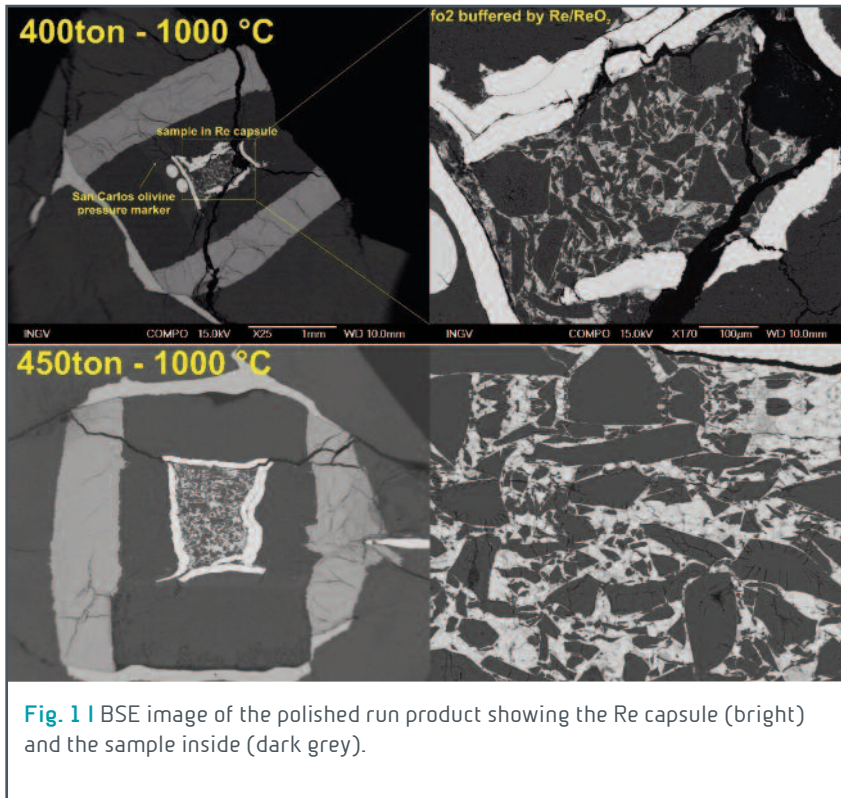 400ton - 1000 °C
fo2 buffered by Re/ReO2
sample in Re capsule
San Carlos olivine
pressure marker
INGV COMPO 15.0kV X25 1mm WD 10.0mm
INGV COMPO 15.0kV X170 100µm WD 10.0mm
450ton - 1000 °C
Fig. 1 I BSE image of the polished run product showing the Re capsule (bright)
and the sample inside (dark grey).